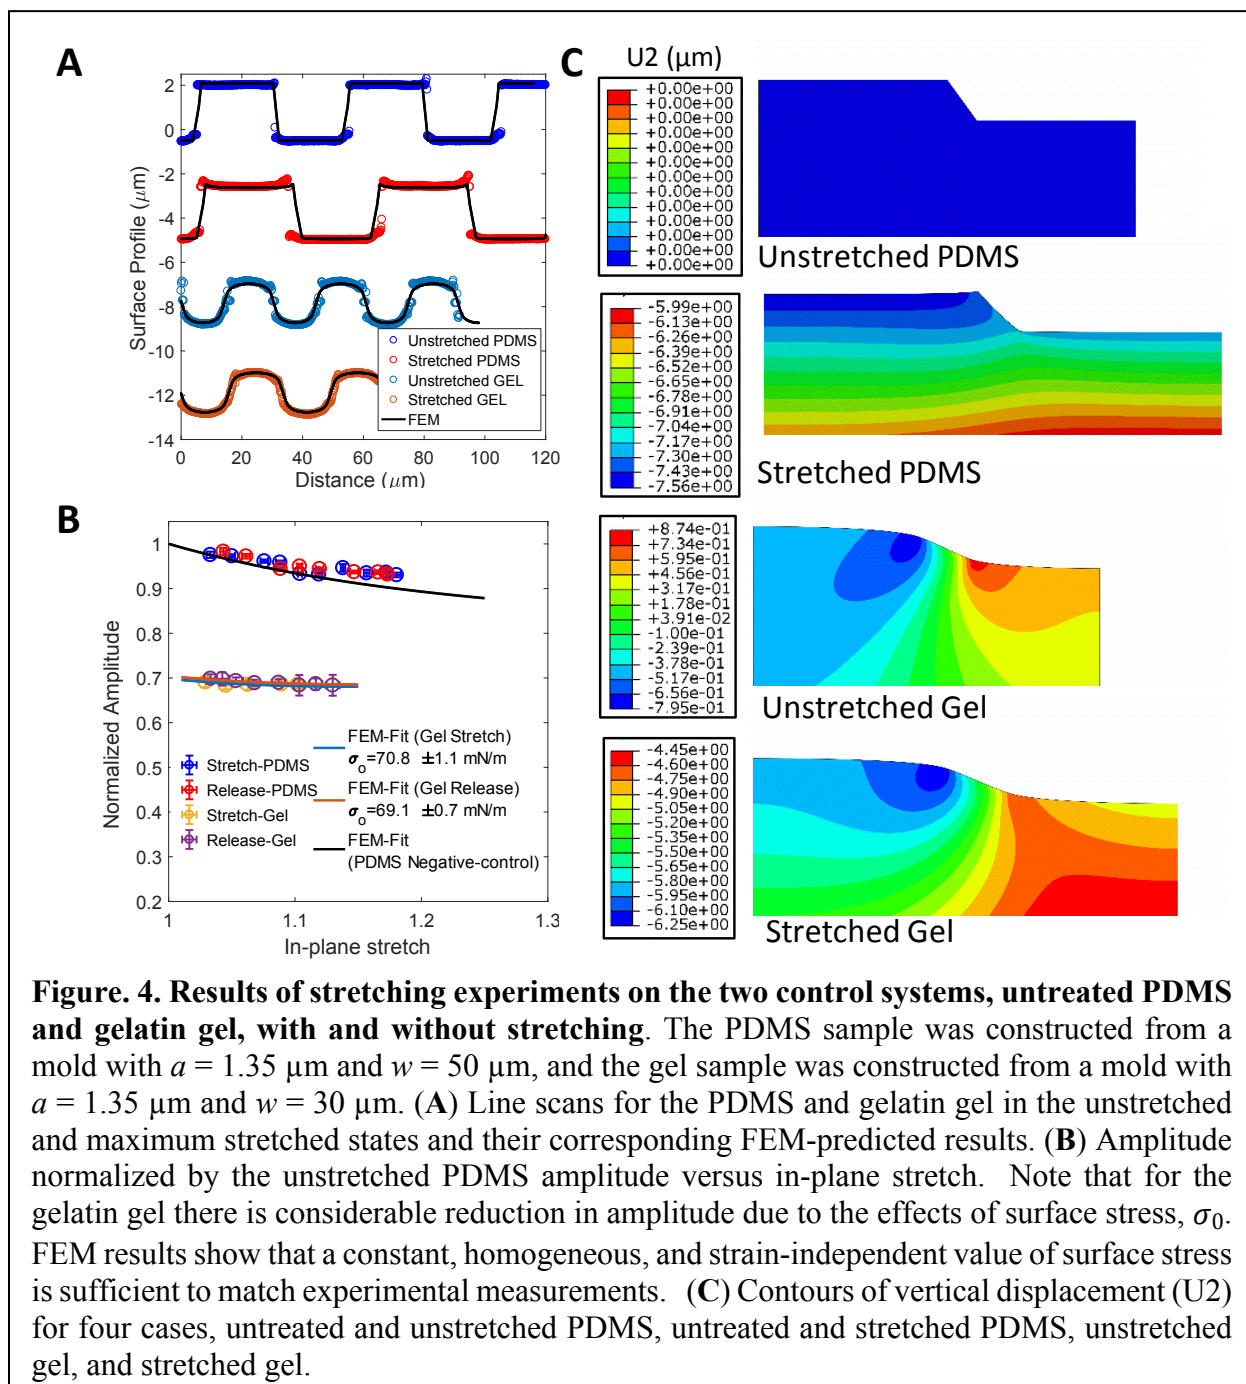 A
Surface Profile (μm)
2
0
-2
-4
-6
-8
-10
-12
-14
0 20 40 60 80 100 120
Distance (μm)
Unstretched PDMS
Stretched PDMS
Unstretched GEL
Stretched GEL
FEM
B
Normalized Amplitude
1
0.9
0.8
0.7
0.6
0.5
0.4
0.3
0.2
1 1.1 1.2 1.3
In-plane stretch
Stretch-PDMS
Release-PDMS
Stretch-Gel
Release-Gel
FEM-Fit (Gel Stretch)
σo=70.8 ±1.1 mN/m
FEM-Fit (Gel Release)
σo=69.1 ±0.7 mN/m
FEM-Fit
(PDMS Negative-control)
C
U2 (μm)
+0.00e+00
+0.00e+00
+0.00e+00
+0.00e+00
+0.00e+00
+0.00e+00
+0.00e+00
+0.00e+00
+0.00e+00
+0.00e+00
+0.00e+00
+0.00e+00
+0.00e+00
Unstretched PDMS
-5.99e+00
-6.13e+00
-6.26e+00
-6.39e+00
-6.52e+00
-6.65e+00
-6.78e+00
-6.91e+00
-7.04e+00
-7.17e+00
-7.30e+00
-7.43e+00
-7.56e+00
Stretched PDMS
+8.74e-01
+7.34e-01
+5.95e-01
+4.56e-01
+3.17e-01
+1.78e-01
+3.91e-02
-1.00e-01
-2.39e-01
-3.78e-01
-5.17e-01
-6.56e-01
-7.95e-01
Unstretched Gel
-4.45e+00
-4.60e+00
-4.75e+00
-4.90e+00
-5.05e+00
-5.20e+00
-5.35e+00
-5.50e+00
-5.65e+00
-5.80e+00
-5.95e+00
-6.10e+00
-6.25e+00
Stretched Gel
Figure. 4. Results of stretching experiments on the two control systems, untreated PDMS
and gelatin gel, with and without stretching. The PDMS sample was constructed from a
mold with a = 1.35 µm and w = 50 µm, and the gel sample was constructed from a mold with
a = 1.35 µm and w = 30 µm. (A) Line scans for the PDMS and gelatin gel in the unstretched
and maximum stretched states and their corresponding FEM-predicted results. (B) Amplitude
normalized by the unstretched PDMS amplitude versus in-plane stretch. Note that for the
gelatin gel there is considerable reduction in amplitude due to the effects of surface stress, σ0.
FEM results show that a constant, homogeneous, and strain-independent value of surface stress
is sufficient to match experimental measurements. (C) Contours of vertical displacement (U2)
for four cases, untreated and unstretched PDMS, untreated and stretched PDMS, unstretched
gel, and stretched gel.